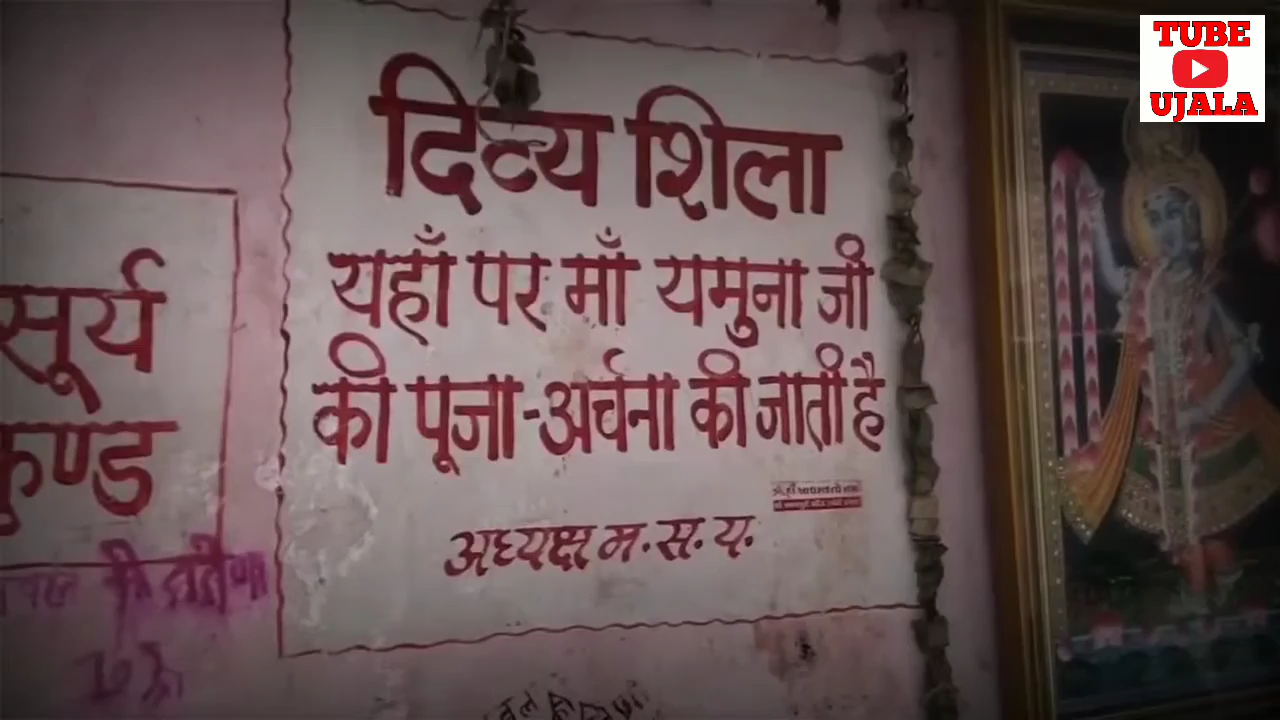 दिव्य शिला
यहाँ पर माँ यमुना जी
की पूजा-अर्चना की जाती है
अध्यक्ष म. स. य.
सूर्य
कुण्ड
TUBE
UJALA